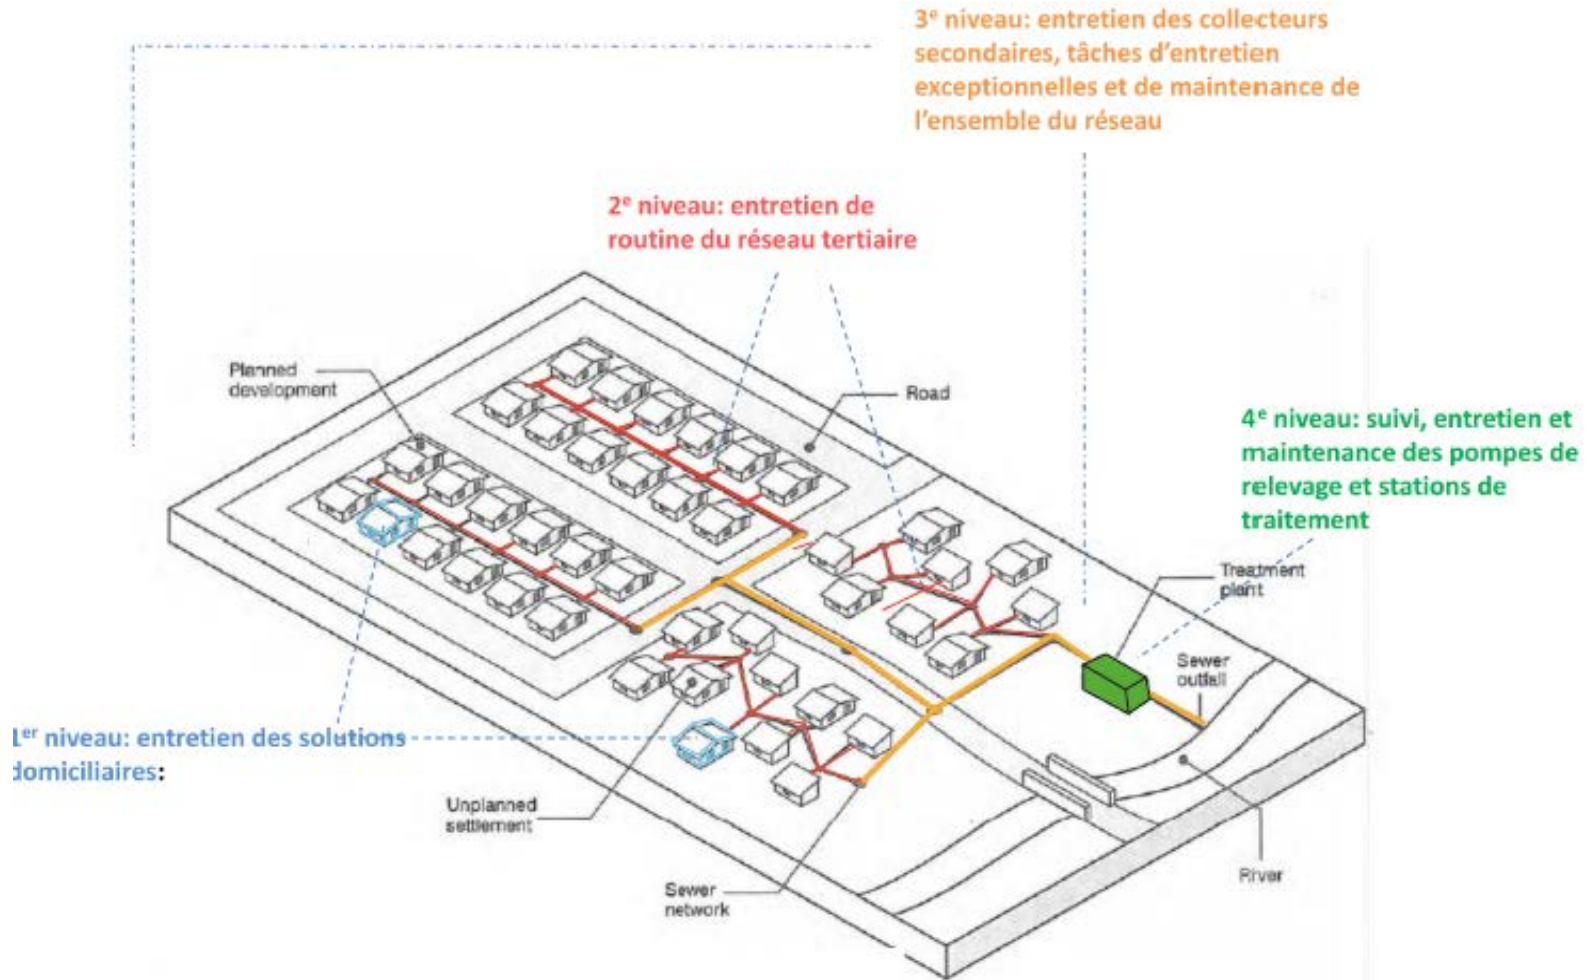 3e niveau: entretien des collecteurs
secondaires, tâches d'entretien
exceptionnelles et de maintenance de
l'ensemble du réseau
2e niveau: entretien de
routine du réseau tertiaire
Planned
development
Road
4e niveau: suivi, entretien et
maintenance des pompes de
relevage et stations de
traitement
Treatment
plant
Sewer
outfall
1er niveau: entretien des solutions
domiciliaires:
Unplanned
settlement
Sewer
network
River